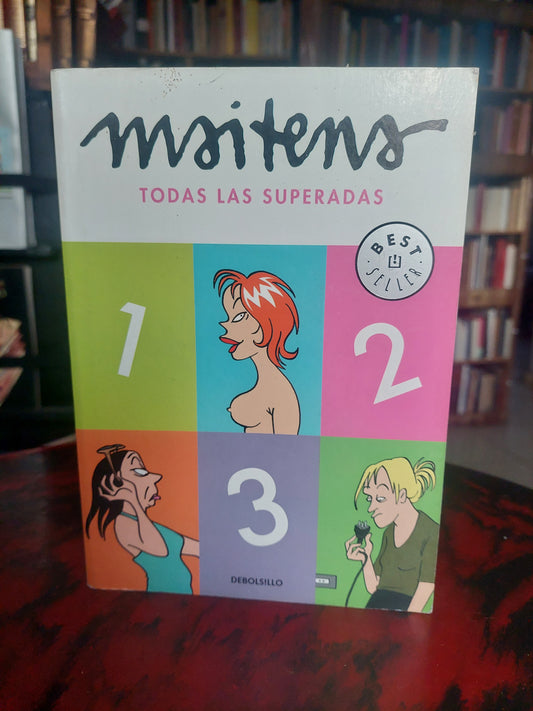 maitena
TODAS LAS SUPERADAS
BEST
SELLER
1
2
3
DEBOLSILLO